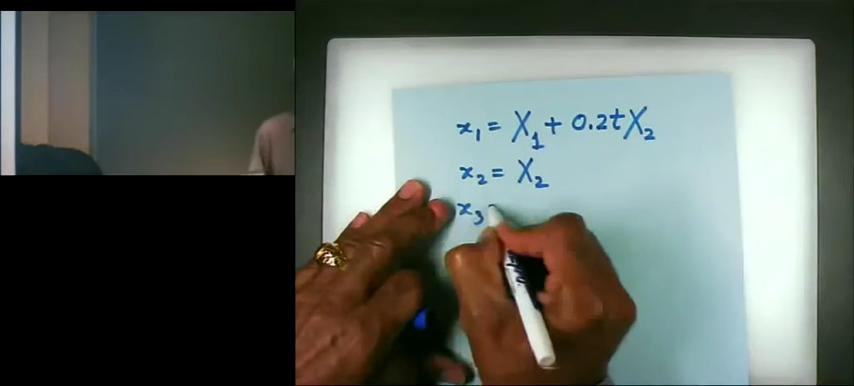 x₁ = X₁ + 0.2tX₂
x₂ = X₂
x₃